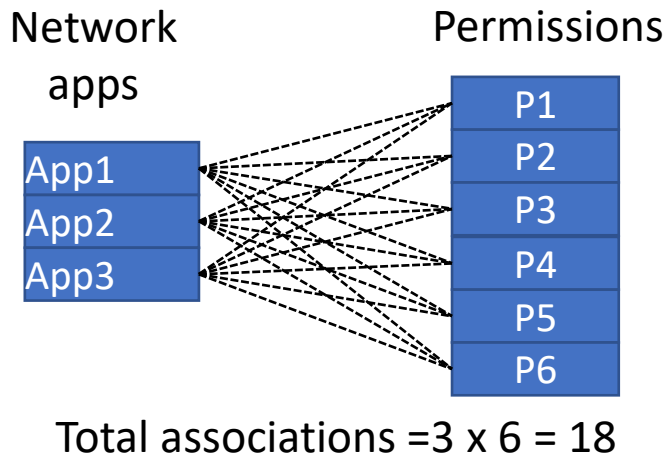 Network
apps
Permissions
App1
App2
App3
P1
P2
P3
P4
P5
P6
Total associations =3 x 6 = 18